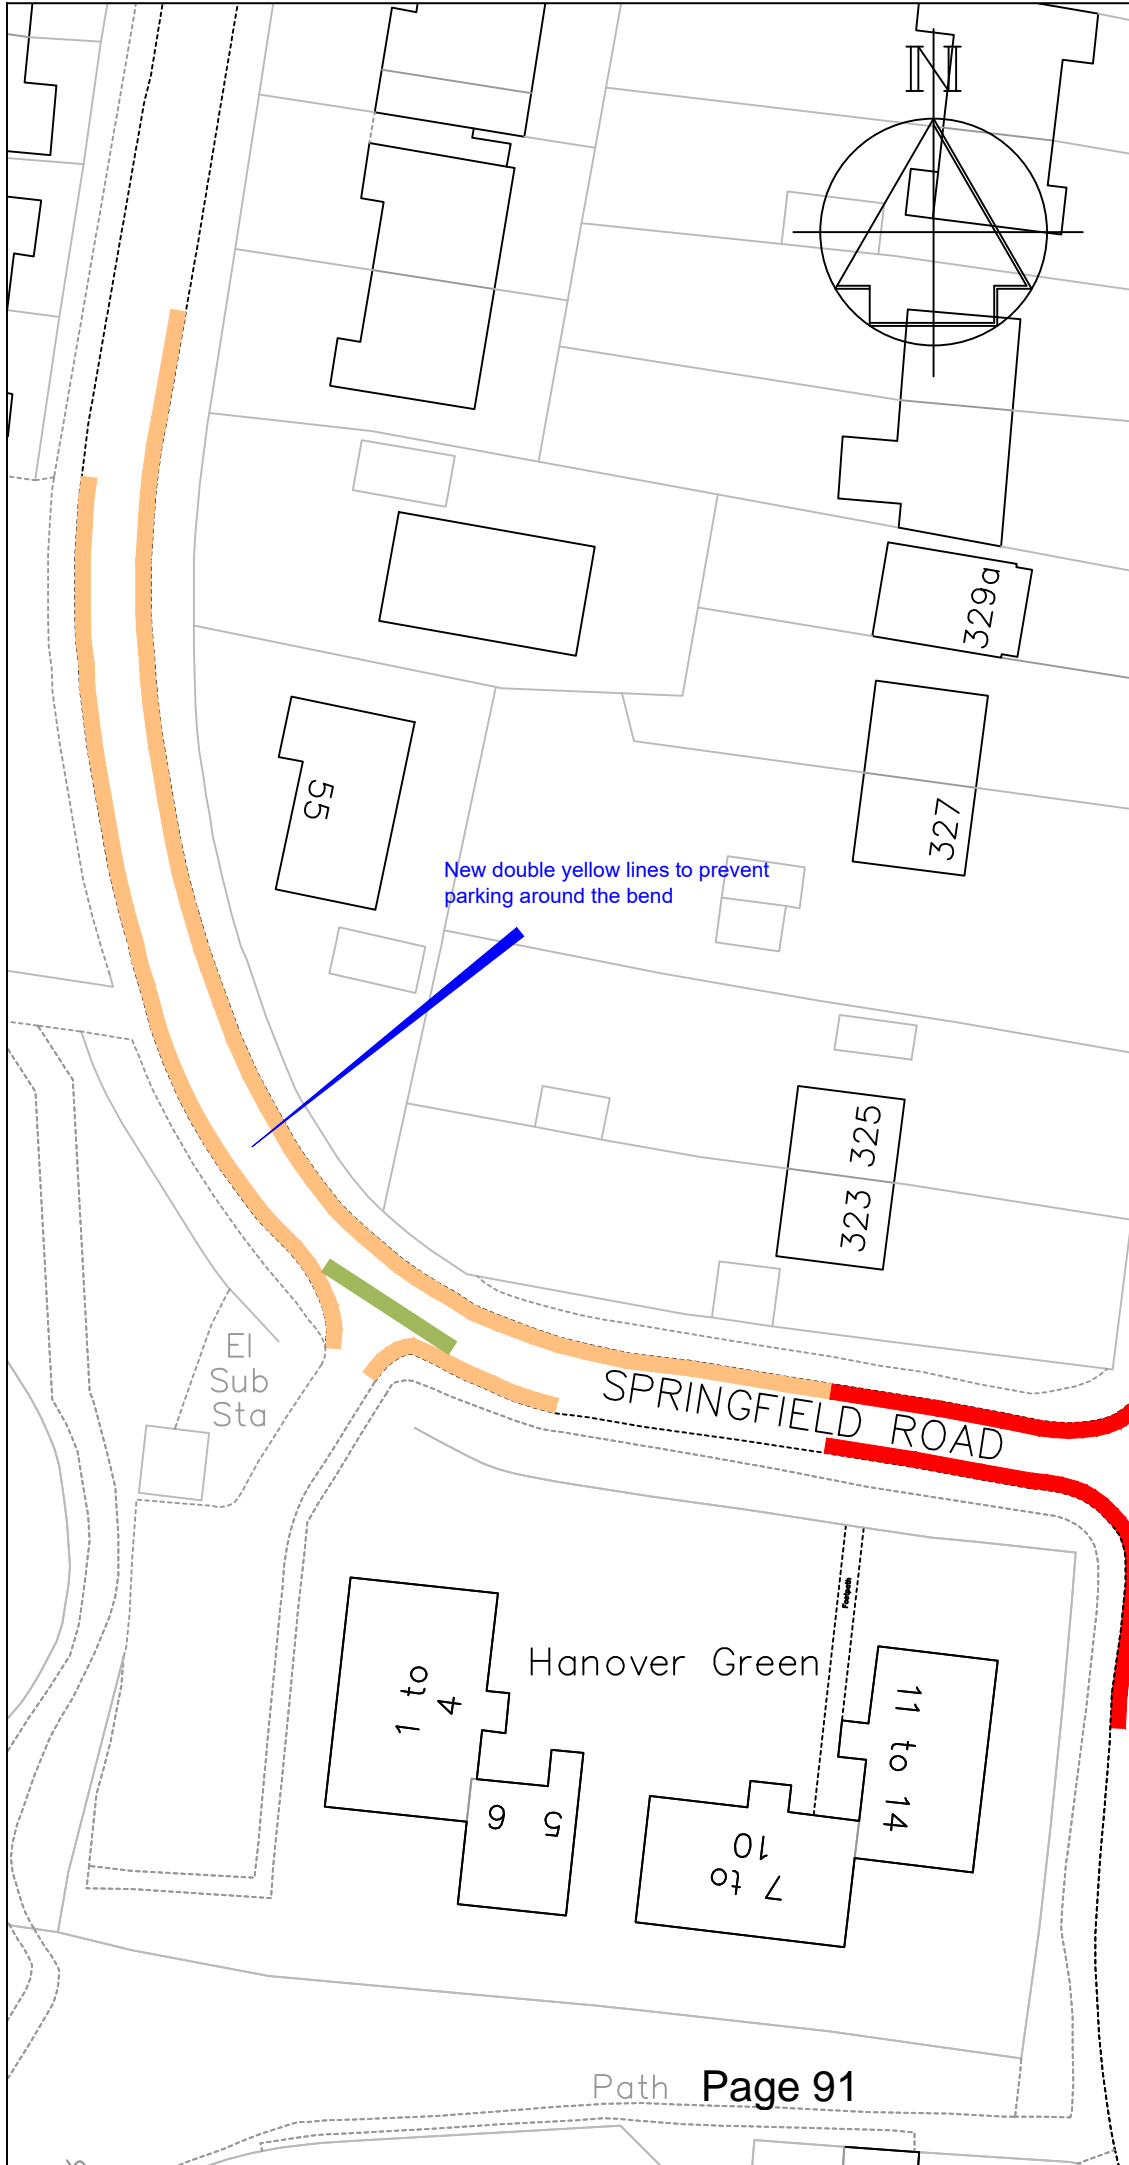 N
329a
55
327
New double yellow lines to prevent
parking around the bend
325
323
El
Sub
Sta
SPRINGFIELD ROAD
Footpath
Hanover Green
1 to
4
11 to 14
6
5
7 to
10
Path
Page 91